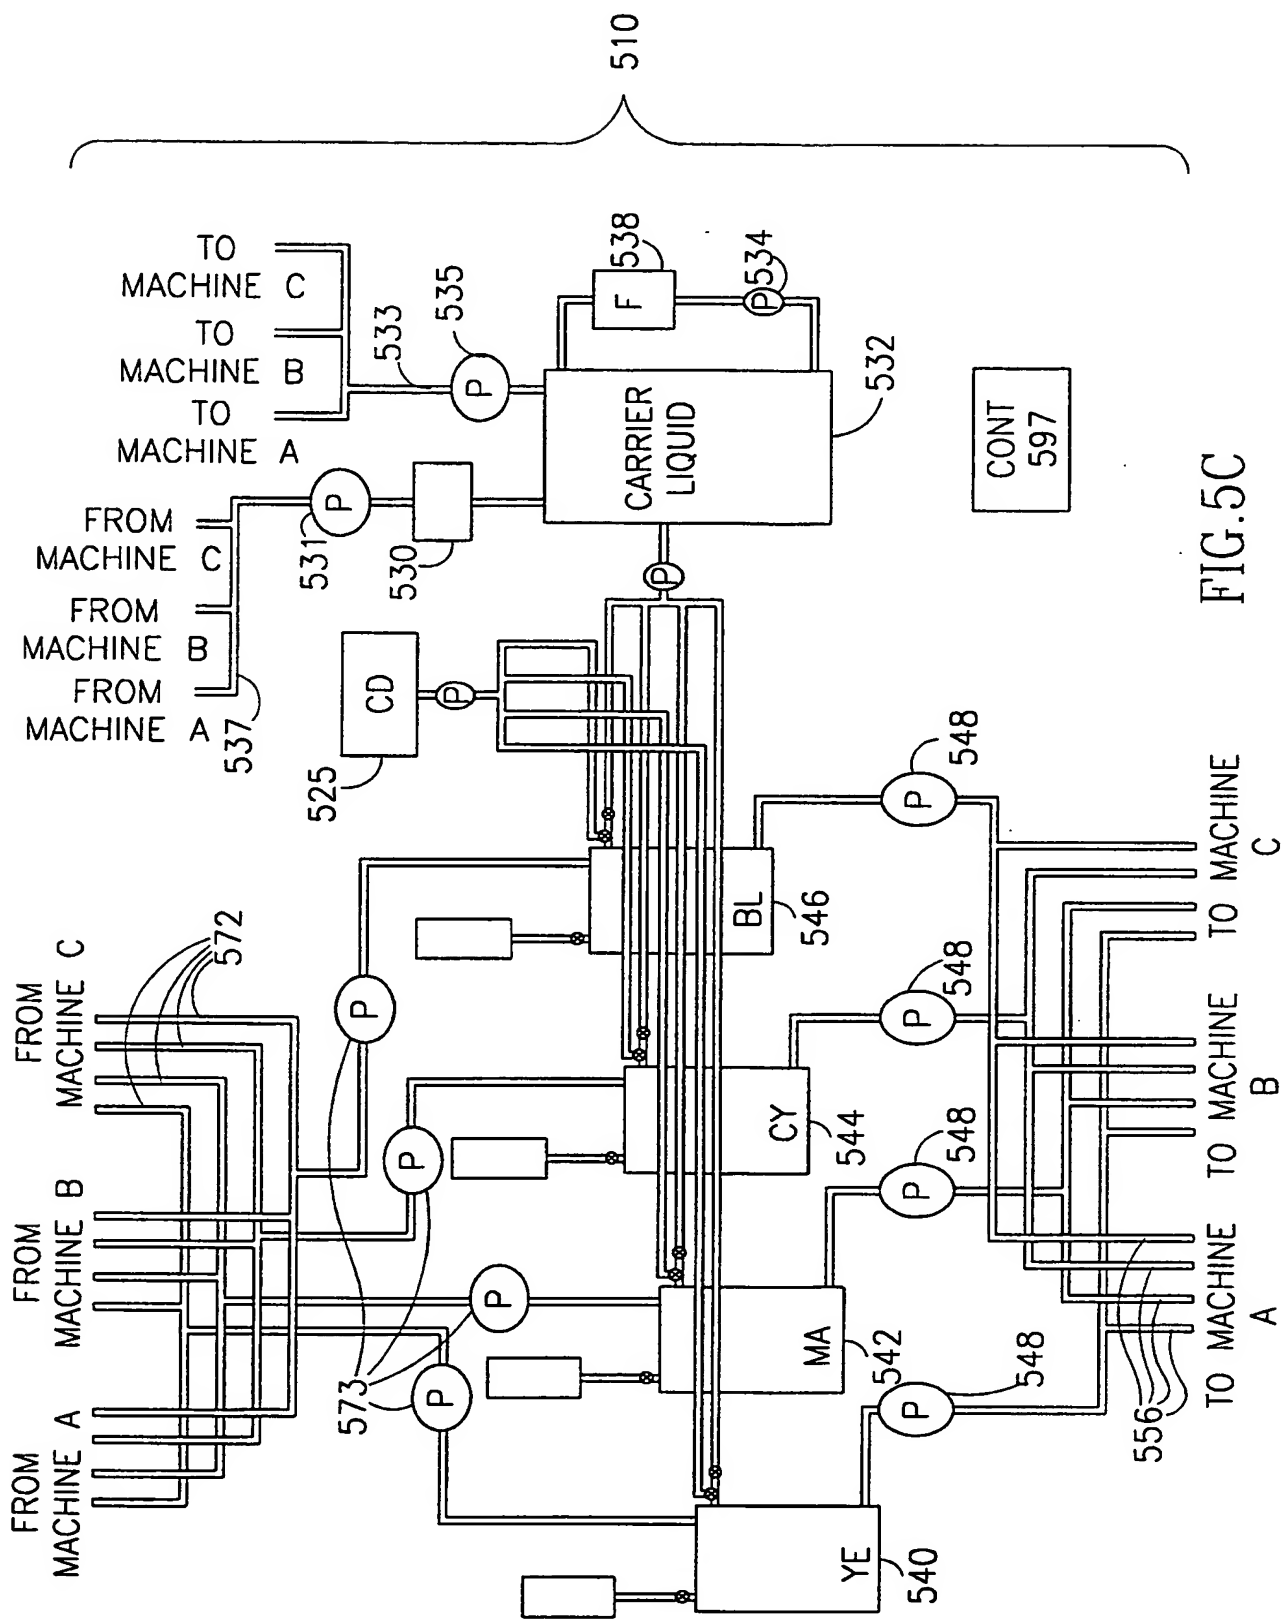 FROM
MACHINE A
FROM
MACHINE B
FROM
MACHINE C
572
573
P
P
P
P
FROM
MACHINE A
FROM
MACHINE B
FROM
MACHINE C
537
531
P
530
TO
MACHINE A
TO
MACHINE B
TO
MACHINE C
533
535
P
525
CD
P
P
CARRIER
LIQUID
532
F
538
P
534
YE
540
MA
542
CY
544
BL
546
P
548
P
548
P
548
P
548
556
TO MACHINE
A
TO MACHINE
B
TO MACHINE
C
CONT
597
510
FIG.5C